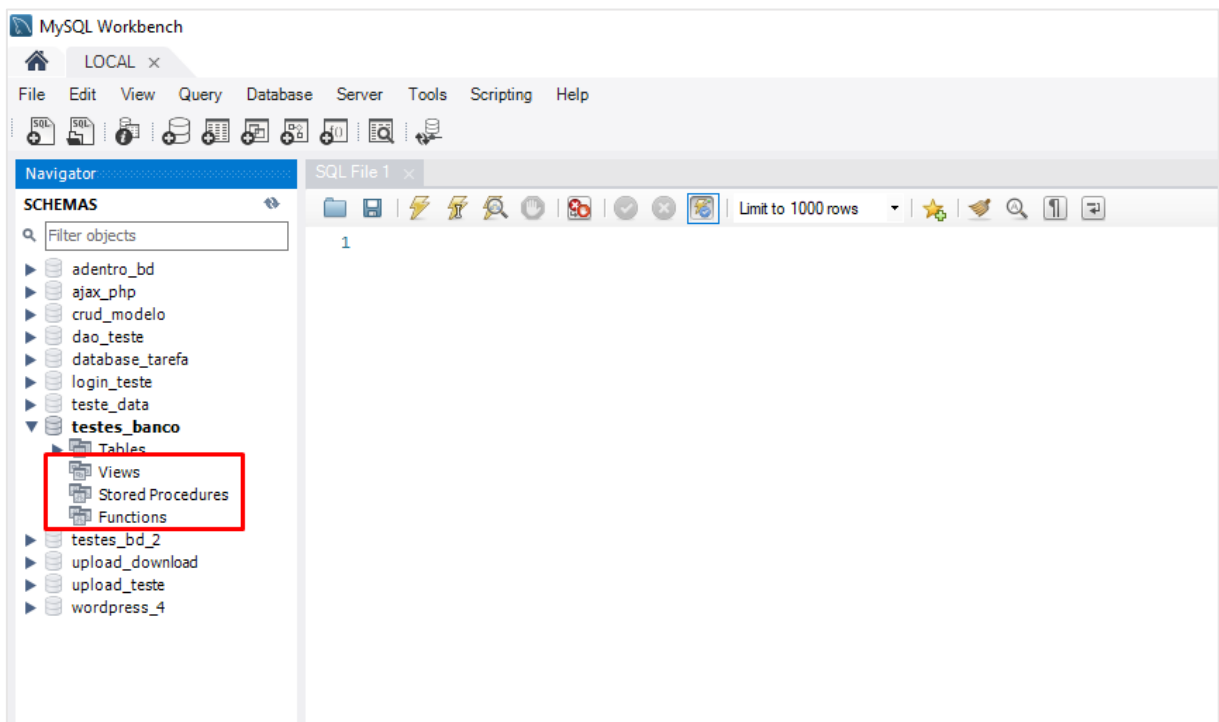 MySQL Workbench
LOCAL
File Edit View Query Database Server Tools Scripting Help
SQL SQL
Navigator
SQL File 1
SCHEMAS
Limit to 1000 rows
Filter objects
1
adentro_bd
ajax_php
crud_modelo
dao_teste
database_tarefa
login_teste
teste_data
testes_banco
Tables
Views
Stored Procedures
Functions
testes_bd_2
upload_download
upload_teste
wordpress_4